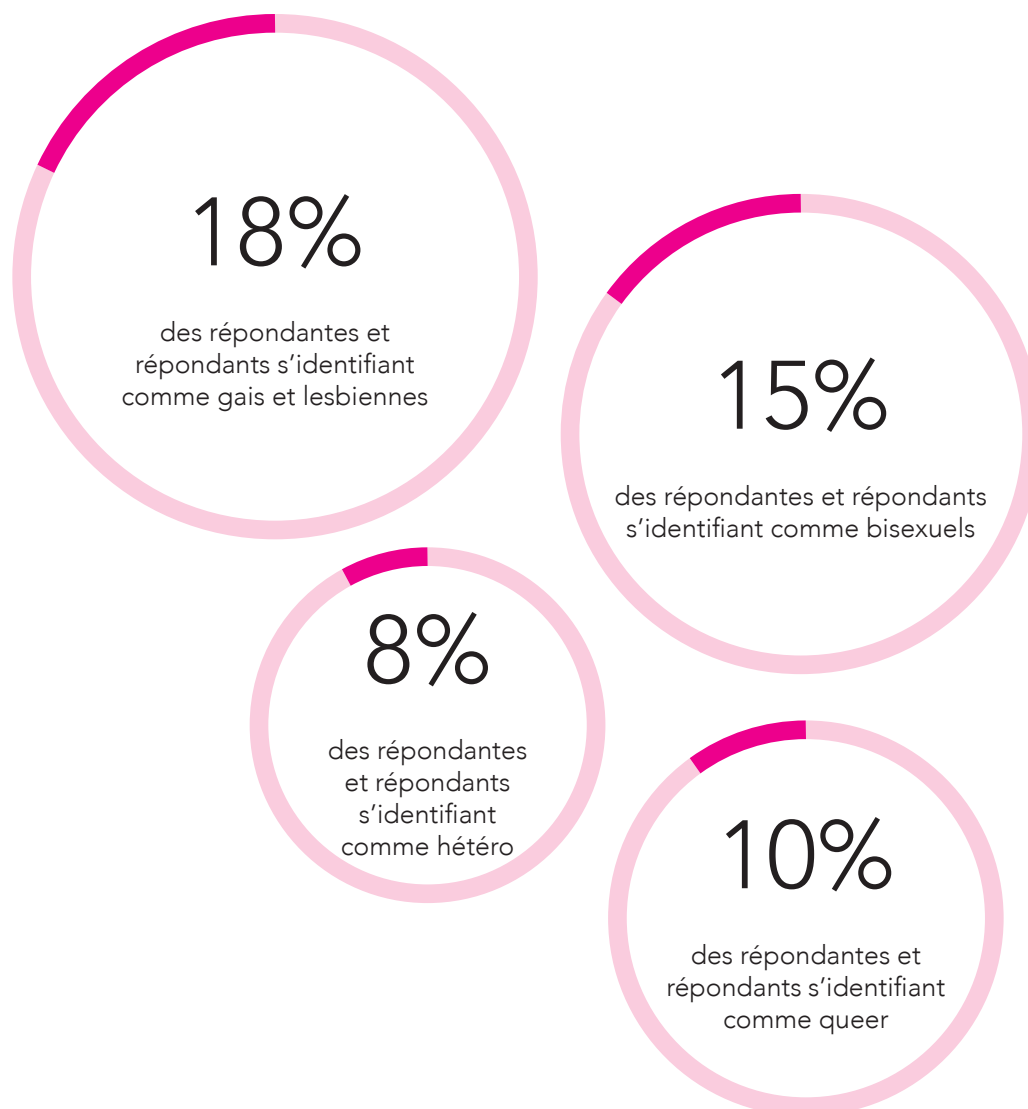 18%
des répondantes et
répondants s’identifiant
comme gais et lesbiennes
15%
des répondantes et répondants
s’identifiant comme bisexuels
8%
des répondantes
et répondants
s’identifiant
comme hétéro
10%
des répondantes et
répondants s’identifiant
comme queer